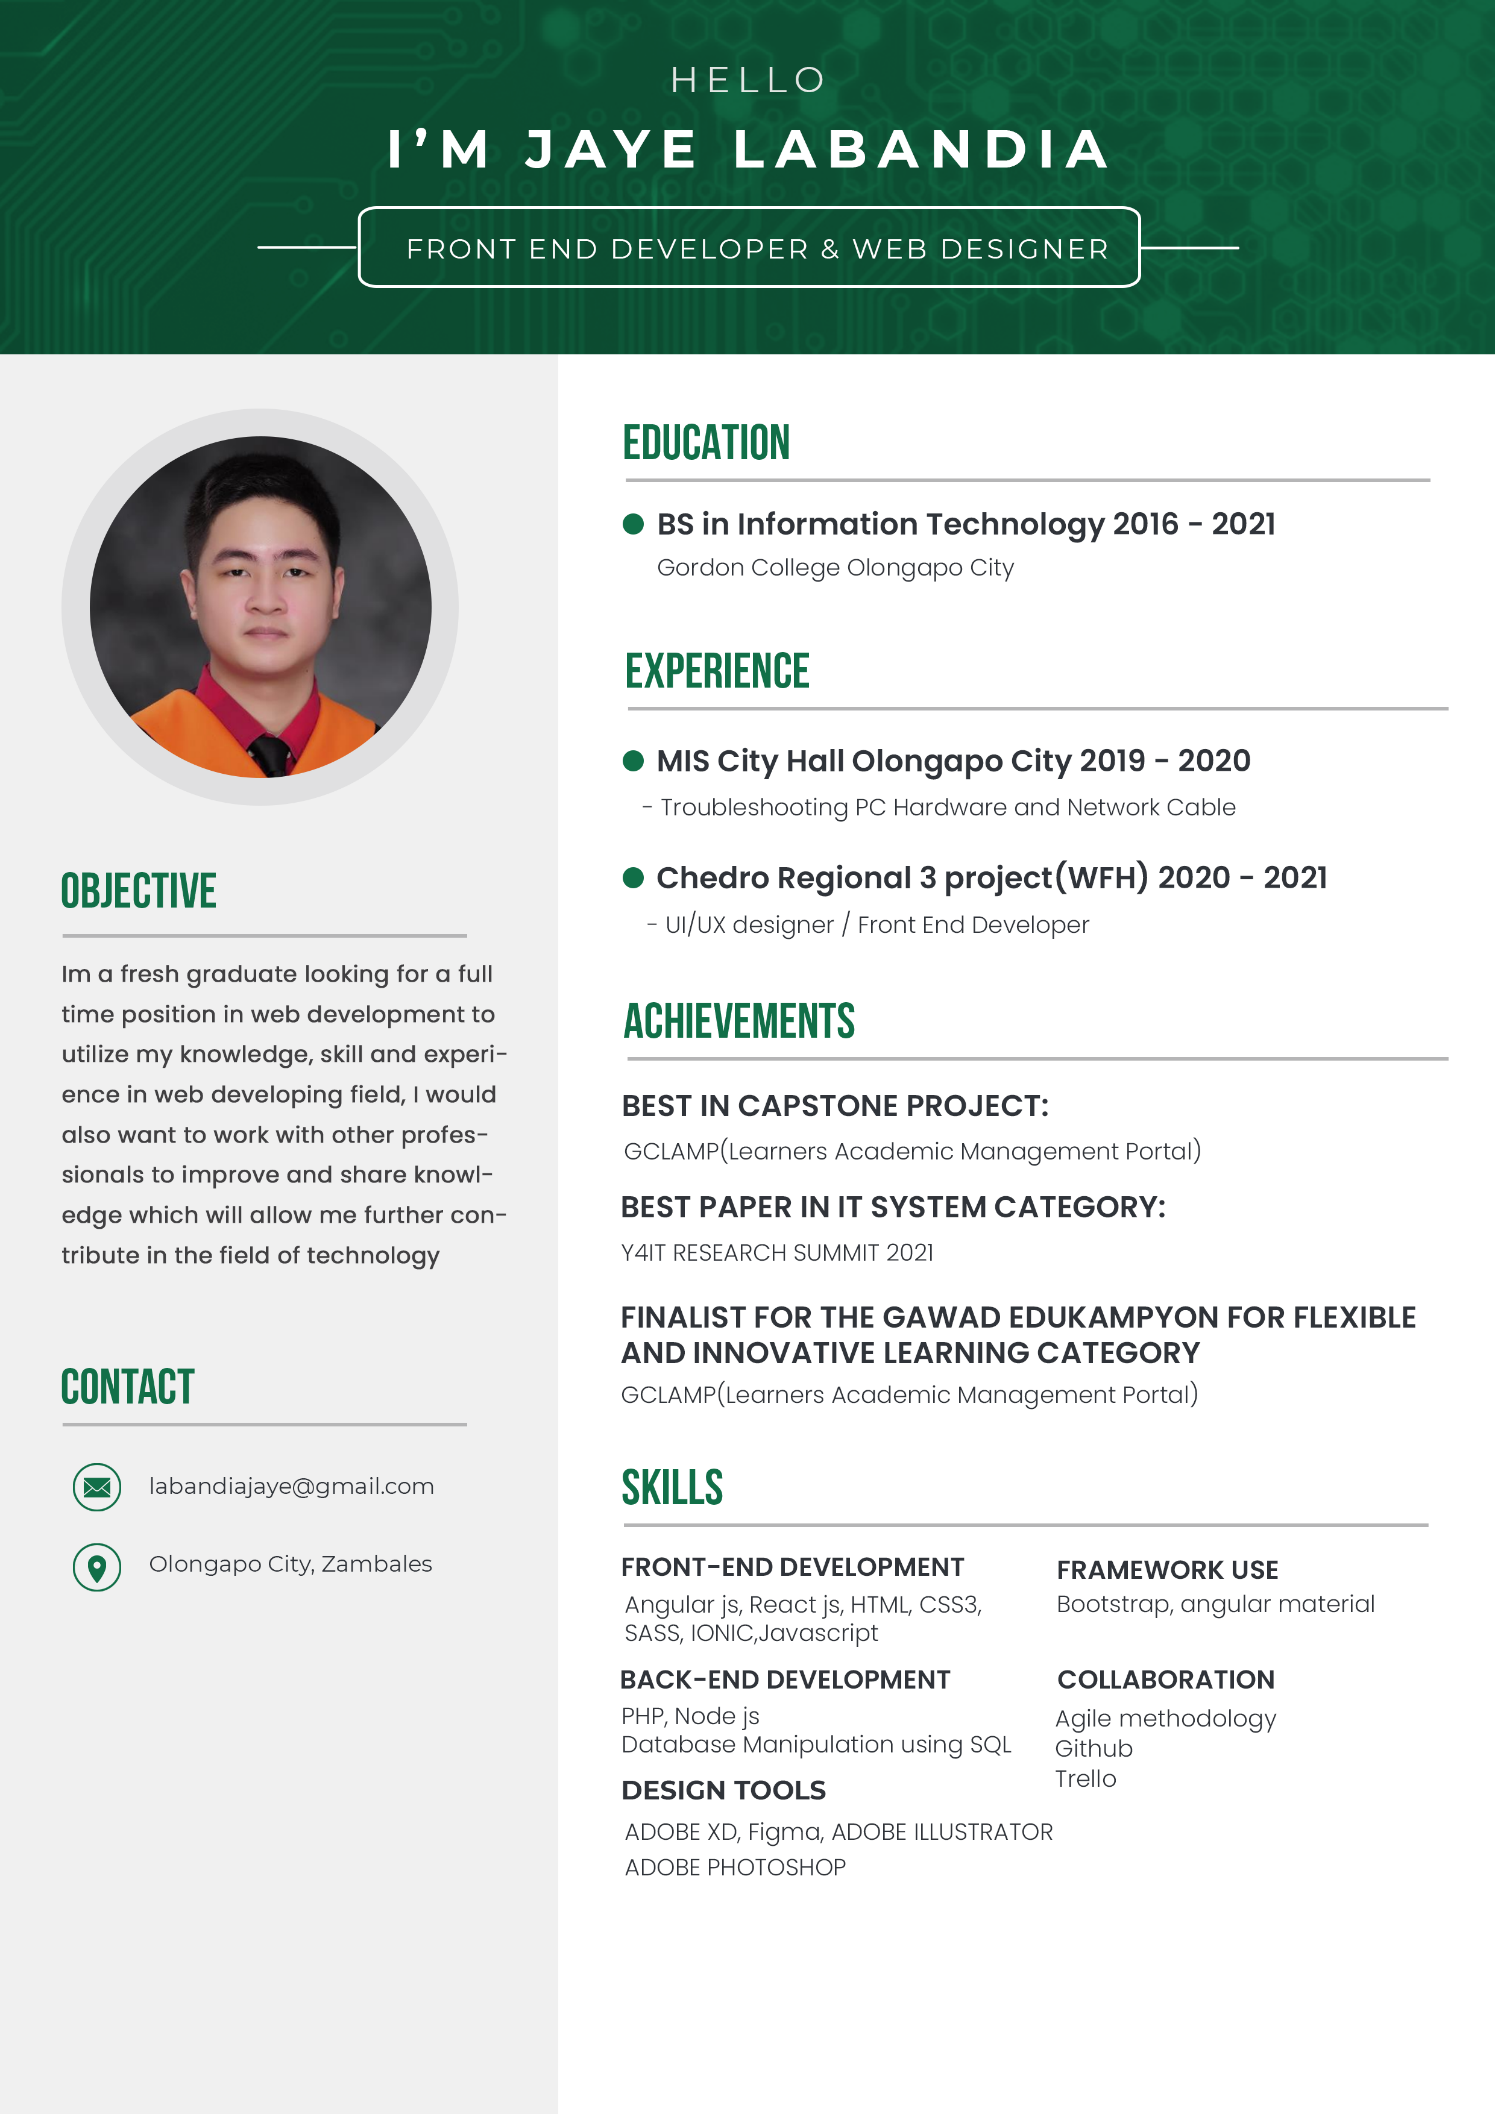 HELLO
I’M JAYE LABANDIA
FRONT END DEVELOPER & WEB DESIGNER
OBJECTIVE
Im a fresh graduate looking for a full
time position in web development to
utilize my knowledge, skill and experi-
ence in web developing field, I would
also want to work with other profes-
sionals to improve and share knowl-
edge which will allow me further con-
tribute in the field of technology
CONTACT
labandiajaye@gmail.com
Olongapo City, Zambales
EDUCATION
BS in Information Technology 2016 - 2021
Gordon College Olongapo City
EXPERIENCE
MIS City Hall Olongapo City 2019 - 2020
- Troubleshooting PC Hardware and Network Cable
Chedro Regional 3 project(WFH) 2020 - 2021
- UI/UX designer / Front End Developer
ACHIEVEMENTS
BEST IN CAPSTONE PROJECT:
GCLAMP(Learners Academic Management Portal)
BEST PAPER IN IT SYSTEM CATEGORY:
Y4IT RESEARCH SUMMIT 2021
FINALIST FOR THE GAWAD EDUKAMPYON FOR FLEXIBLE
AND INNOVATIVE LEARNING CATEGORY
GCLAMP(Learners Academic Management Portal)
SKILLS
FRONT-END DEVELOPMENT
Angular js, React js, HTML, CSS3,
SASS, IONIC,Javascript
BACK-END DEVELOPMENT
PHP, Node js
Database Manipulation using SQL
DESIGN TOOLS
ADOBE XD, Figma, ADOBE ILLUSTRATOR
ADOBE PHOTOSHOP
FRAMEWORK USE
Bootstrap, angular material
COLLABORATION
Agile methodology
Github
Trello